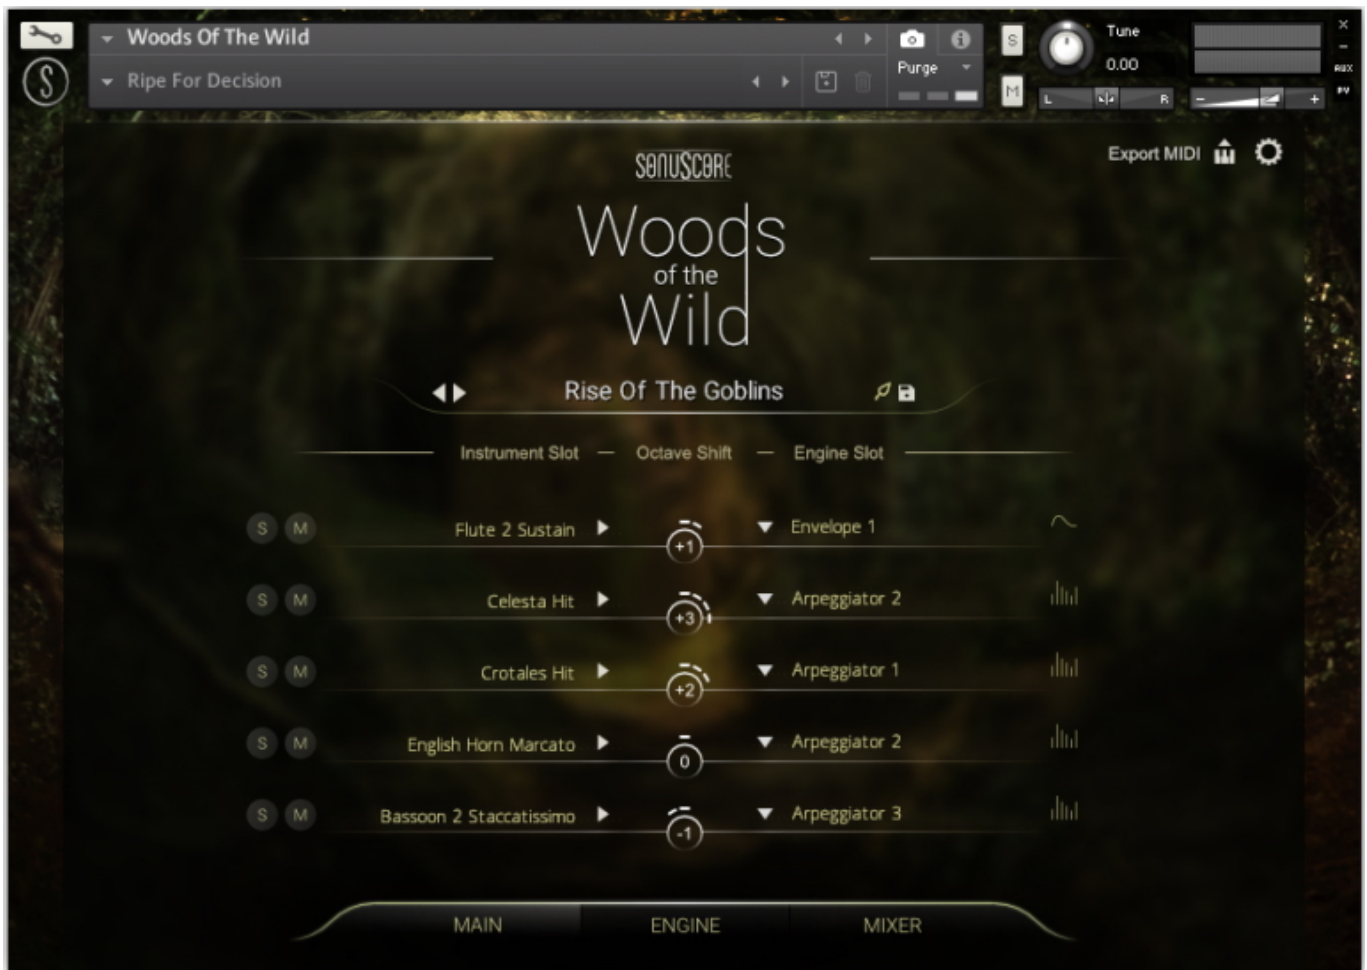 Woods Of The Wild
S
Tune
0.00
×
–
AUX
PV
Ripe For Decision
Purge
M
L
R
– +
S
Export MIDI
SONUSCORE
Woods
of the
Wild
Rise Of The Goblins
Instrument Slot — Octave Shift — Engine Slot
S M Flute 2 Sustain +1 Envelope 1
S M Celesta Hit +3 Arpeggiator 2
S M Crotales Hit +2 Arpeggiator 1
S M English Horn Marcato 0 Arpeggiator 2
S M Bassoon 2 Staccatissimo -1 Arpeggiator 3
MAIN ENGINE MIXER